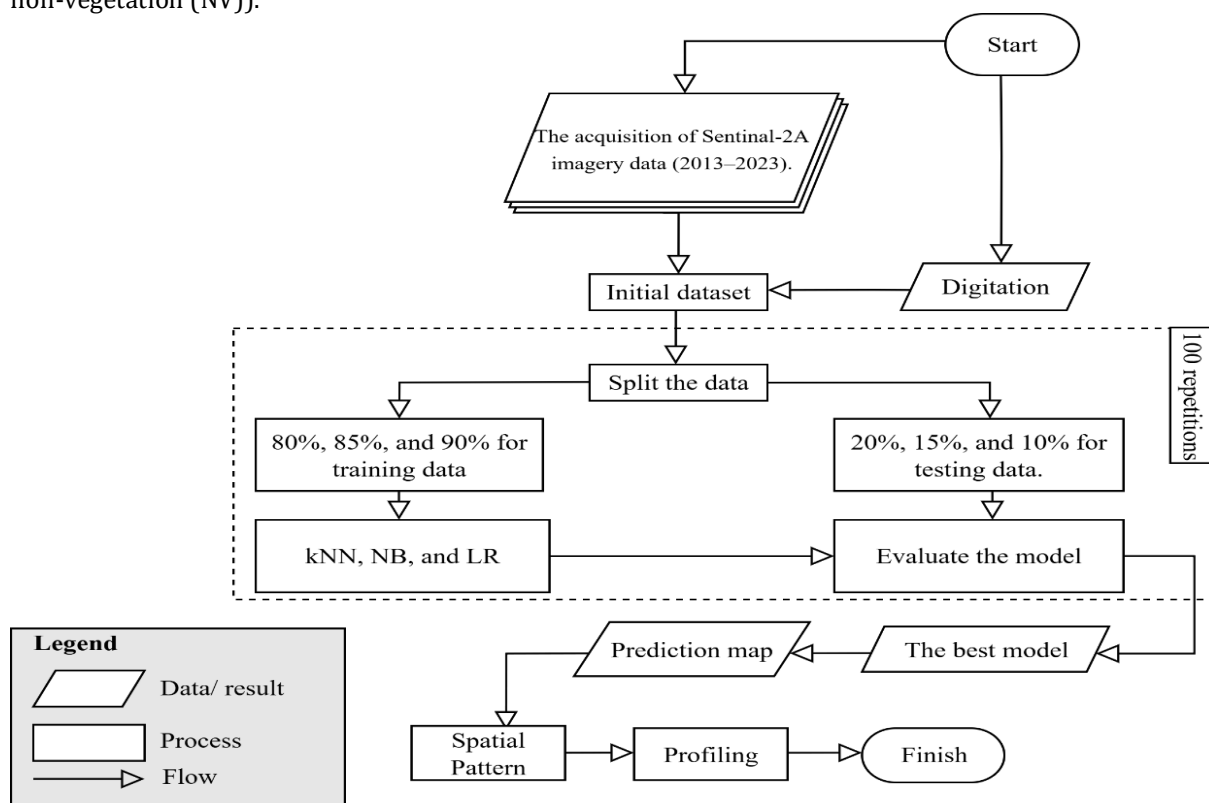 non-vegetation (NV)).
Start
The acquisition of Sentinal-2A
imagery data (2013–2023).
Initial dataset
Digitation
Split the data
100 repetitions
80%, 85%, and 90% for
training data
20%, 15%, and 10% for
testing data.
kNN, NB, and LR
Evaluate the model
Prediction map
The best model
Spatial
Pattern
Profiling
Finish
Legend
Data/ result
Process
Flow